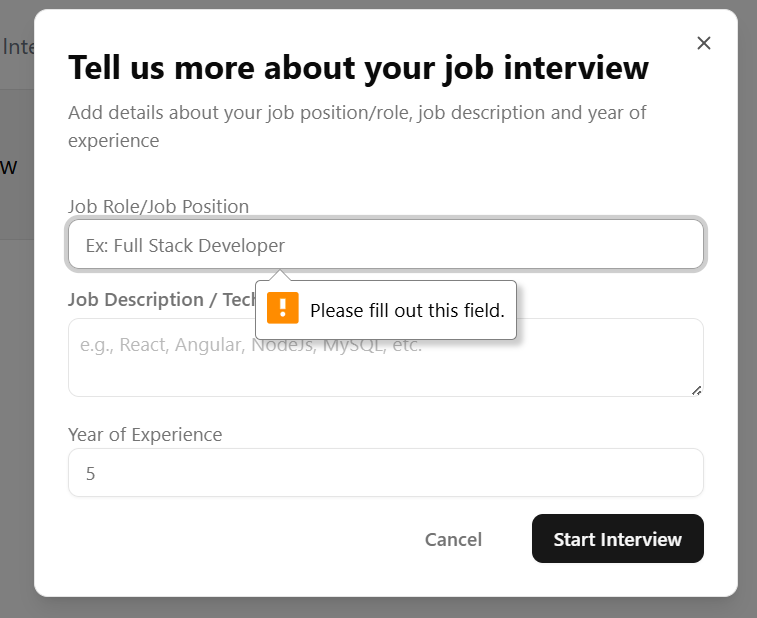 Inte
w
Tell us more about your job interview
Add details about your job position/role, job description and year of
experience
Job Role/Job Position
Ex: Full Stack Developer
Job Description / Tech
Please fill out this field.
e.g., React, Angular, NodeJs, MySQL, etc.
Year of Experience
5
Cancel
Start Interview